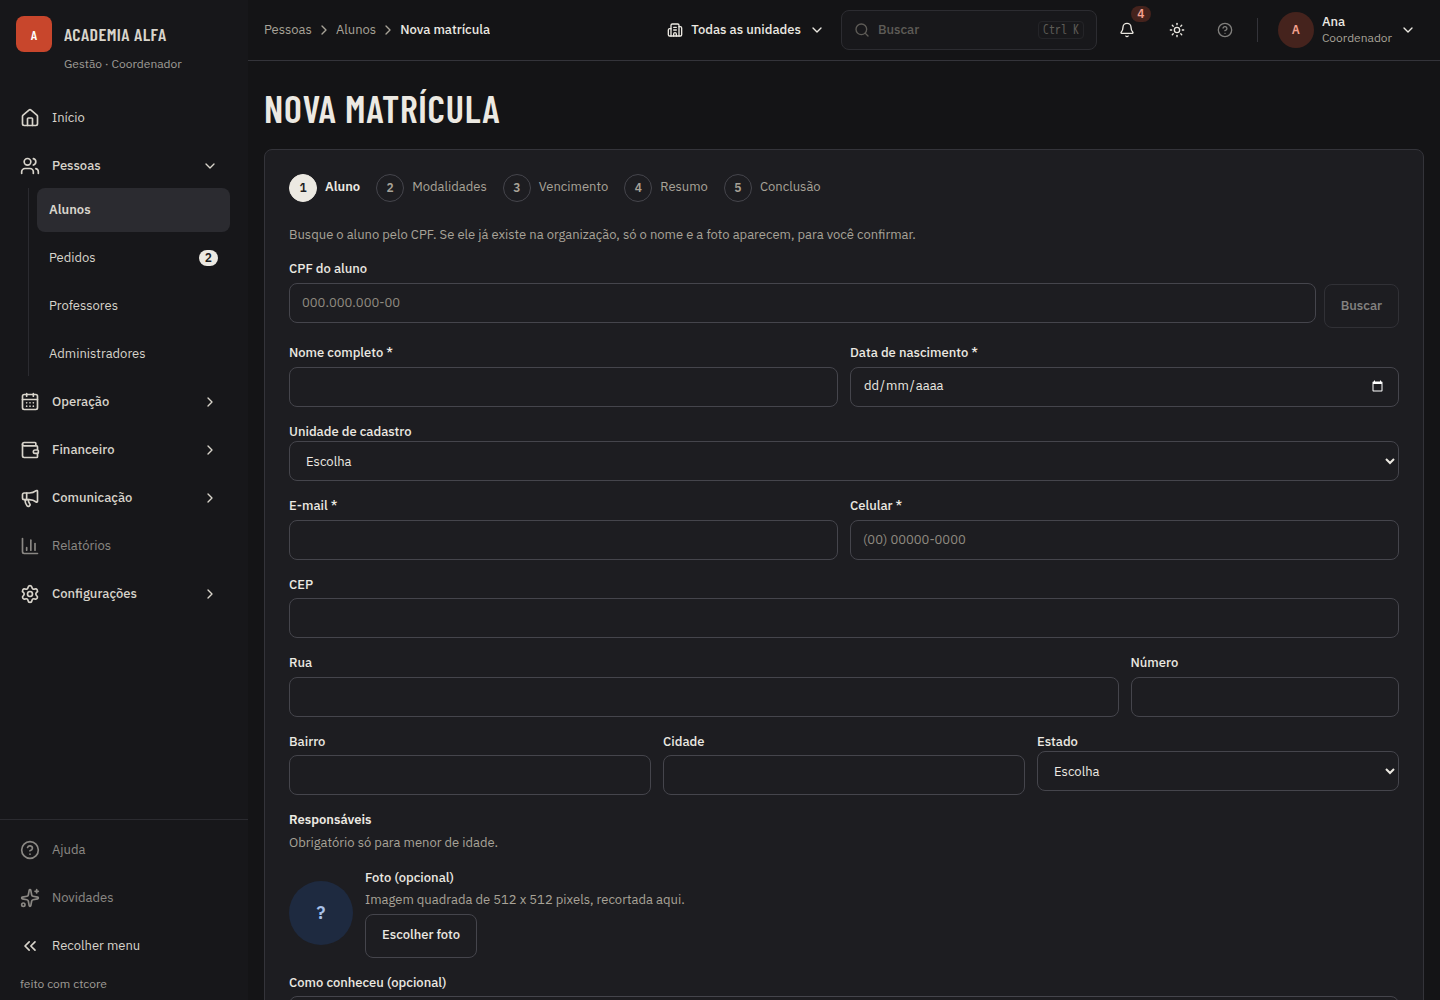 A
ACADEMIA ALFA
Gestão · Coordenador
Início
Pessoas
Alunos
Pedidos 2
Professores
Administradores
Operação
Financeiro
Comunicação
Relatórios
Configurações
Ajuda
Novidades
Recolher menu
feito com ctcore
Pessoas > Alunos > Nova matrícula
Todas as unidades
Buscar Ctrl K
4
A
Ana
Coordenador
NOVA MATRÍCULA
1 Aluno 2 Modalidades 3 Vencimento 4 Resumo 5 Conclusão
Busque o aluno pelo CPF. Se ele já existe na organização, só o nome e a foto aparecem, para você confirmar.
CPF do aluno
000.000.000-00 Buscar
Nome completo * Data de nascimento *
dd/mm/aaaa
Unidade de cadastro
Escolha
E-mail * Celular *
(00) 00000-0000
CEP
Rua Número
Bairro Cidade Estado
Escolha
Responsáveis
Obrigatório só para menor de idade.
?
Foto (opcional)
Imagem quadrada de 512 x 512 pixels, recortada aqui.
Escolher foto
Como conheceu (opcional)